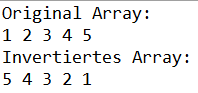 Original Array:
1 2 3 4 5
Invertiertes Array:
5 4 3 2 1